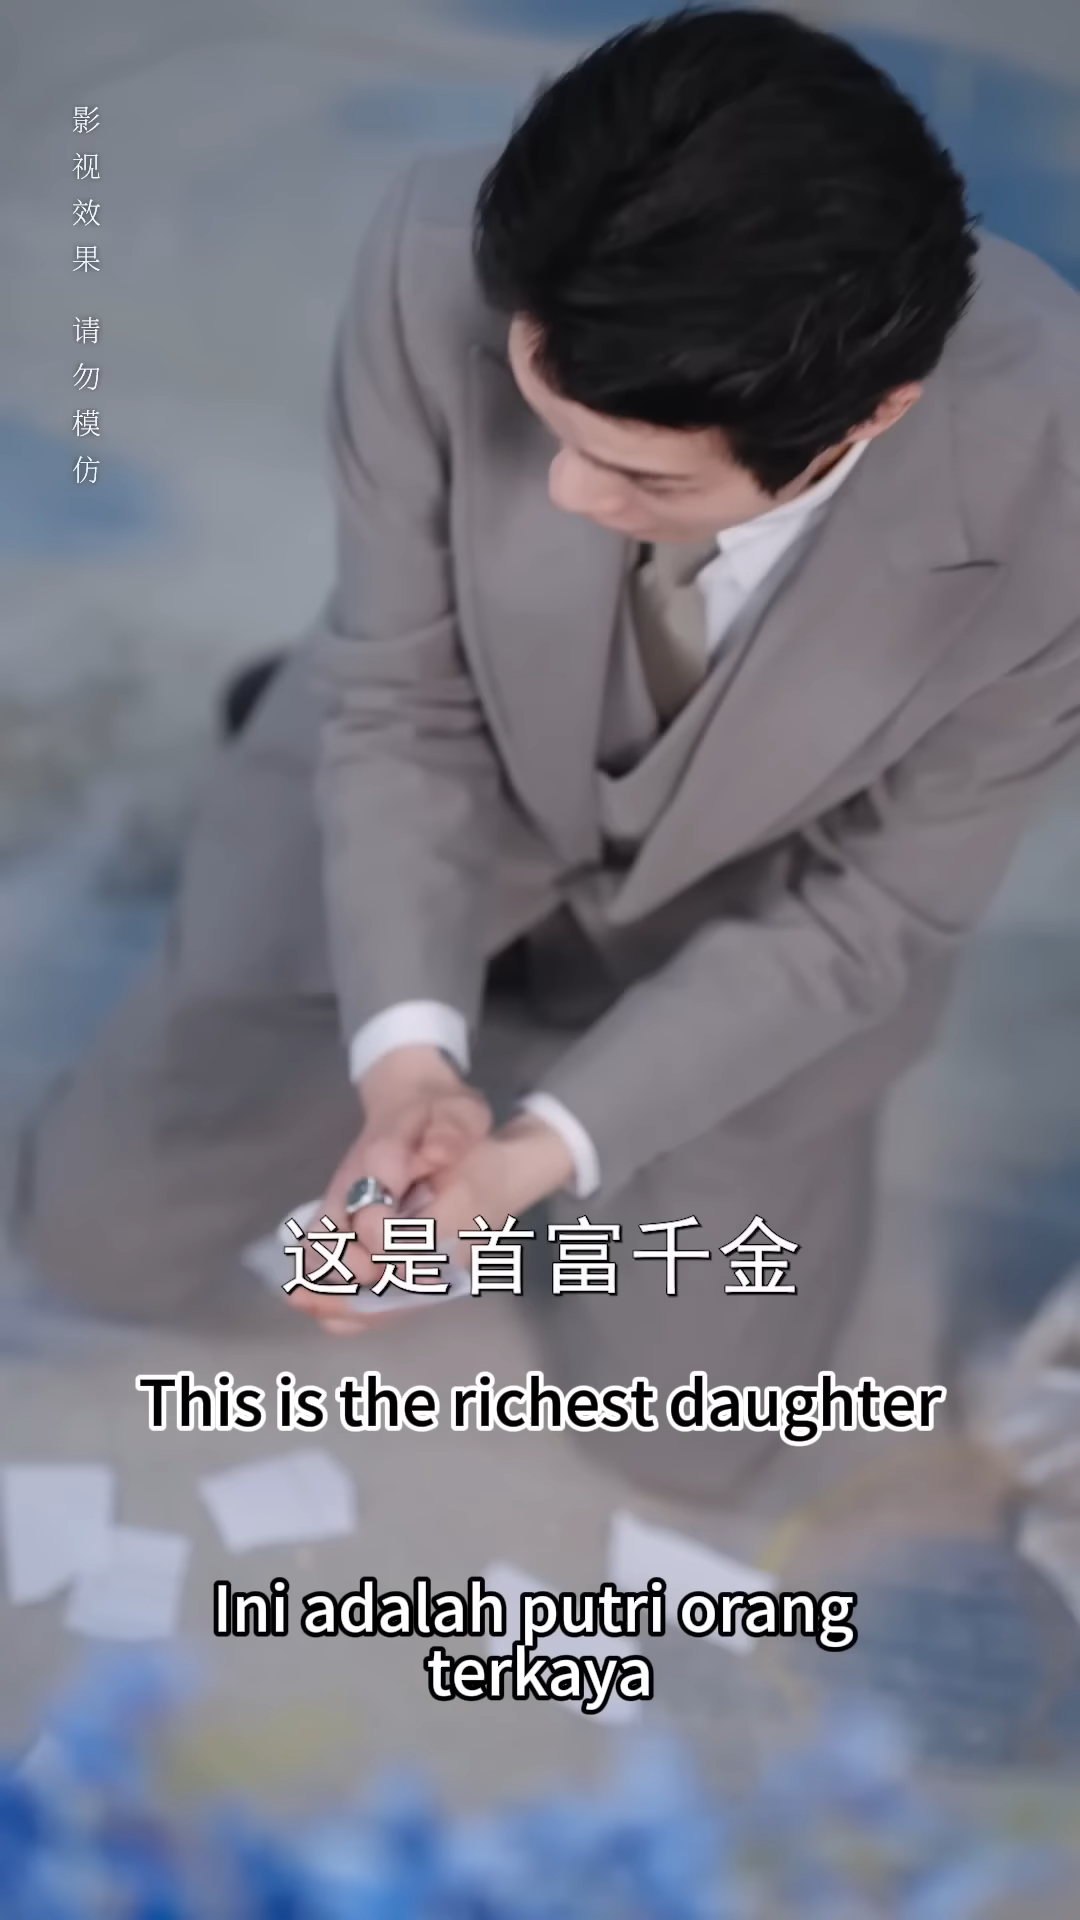 影视效果 请勿模仿
这是首富千金
This is the richest daughter
Ini adalah putri orang
terkaya